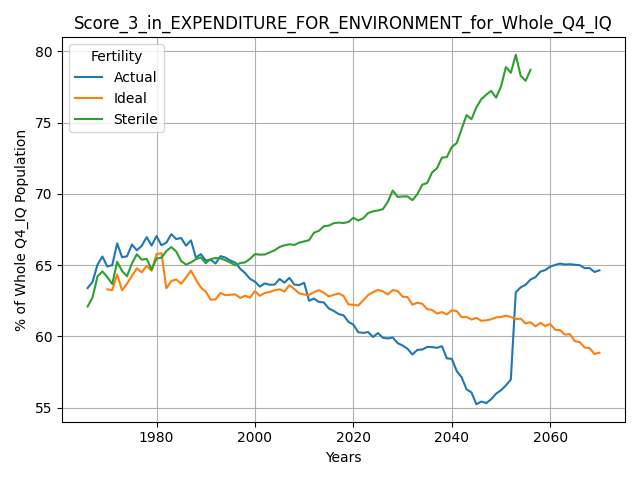 Score_3_in_EXPENDITURE_FOR_ENVIRONMENT_for_Whole_Q4_IQ
Fertility
Actual
Ideal
Sterile
% of Whole Q4_IQ Population
80
75
70
65
60
55
1980
2000
2020
2040
2060
Years